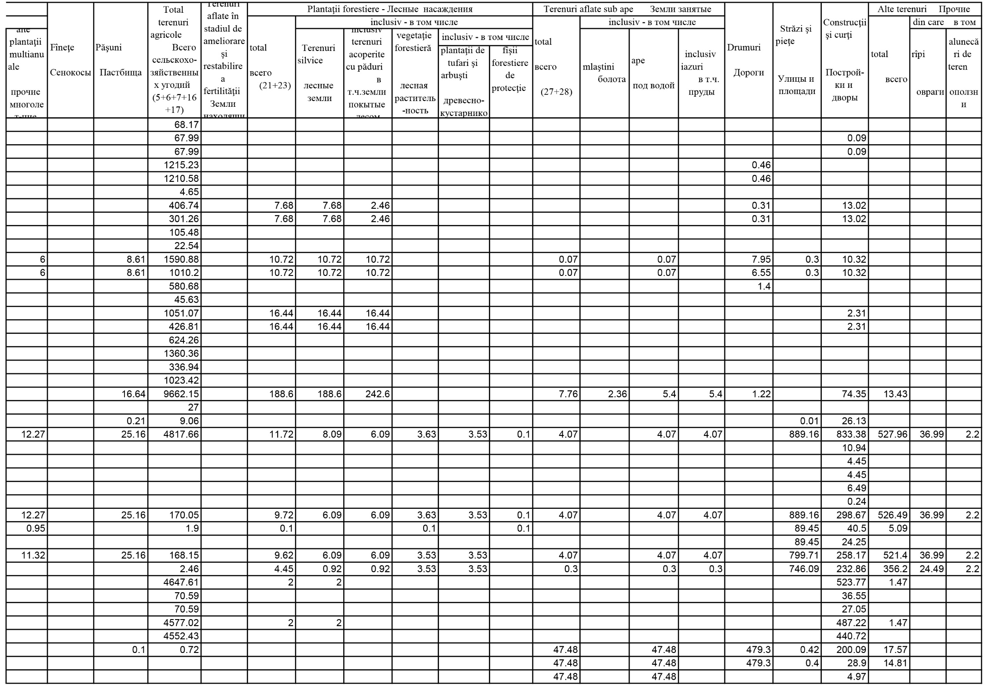 Plantaţii forestiere - Лесные насаждения
Terenuri aflate sub ape Земли занятые
Alte terenuri Прочие
inclusiv - в том числе
inclusiv - в том числе
din care в том
alte
plantaţii
multianu
ale
прочие
многоле
т-ние
Fîneţe
Сенокосы
Păşuni
Пастбища
Total
terenuri
agricole
Всего
сельскохо-
зяйственны
х угодий
(5+6+7+16
+17)
Terenuri
aflate în
stadiul de
ameliorare
şi
restabilire
a
fertilităţii
Земли
находящи
total
всего
(21+23)
Terenuri
silvice
лесные
земли
inclusiv
terenuri
acoperite
cu păduri
в
т.ч.земли
покытые
лесом
vegetaţie
forestieră
лесная
раститель
-ность
inclusiv - в том числе
plantaţii de
tufari şi
arbuşti
древесно-
кустарнико
fîşii
forestiere
de
protecţie
total
всего
(27+28)
mlaştini
болота
ape
под водой
inclusiv
iazuri
в т.ч.
пруды
Drumuri
Дороги
Străzi şi
pieţe
Улицы и
площади
Construcţii
şi curţi
Построй-
ки и
дворы
total
всего
rîpi
овраги
alunecă
ri de
teren
оползн
и
68.17
67.99 0.09
67.99 0.09
1215.23 0.46
1210.58 0.46
4.65
406.74 7.68 7.68 2.46 0.31 13.02
301.26 7.68 7.68 2.46 0.31 13.02
105.48
22.54
6 8.61 1590.88 10.72 10.72 10.72 0.07 0.07 7.95 0.3 10.32
6 8.61 1010.2 10.72 10.72 10.72 0.07 0.07 6.55 0.3 10.32
580.68 1.4
45.63
1051.07 16.44 16.44 16.44 2.31
426.81 16.44 16.44 16.44 2.31
624.26
1360.36
336.94
1023.42
16.64 9662.15 188.6 188.6 242.6 7.76 2.36 5.4 5.4 1.22 74.35 13.43
27
0.21 9.06 0.01 26.13
12.27 25.16 4817.66 11.72 8.09 6.09 3.63 3.53 0.1 4.07 4.07 4.07 889.16 833.38 527.96 36.99 2.2
10.94
4.45
4.45
6.49
0.24
12.27 25.16 170.05 9.72 6.09 6.09 3.63 3.53 0.1 4.07 4.07 4.07 889.16 298.67 526.49 36.99 2.2
0.95 1.9 0.1 0.1 0.1 89.45 40.5 5.09
89.45 24.25
11.32 25.16 168.15 9.62 6.09 6.09 3.53 3.53 4.07 4.07 4.07 799.71 258.17 521.4 36.99 2.2
2.46 4.45 0.92 0.92 3.53 3.53 0.3 0.3 0.3 746.09 232.86 356.2 24.49 2.2
4647.61 2 2 523.77 1.47
70.59 36.55
70.59 27.05
4577.02 2 2 487.22 1.47
4552.43 440.72
0.1 0.72 47.48 47.48 479.3 0.42 200.09 17.57
47.48 47.48 479.3 0.4 28.9 14.81
47.48 47.48 4.97